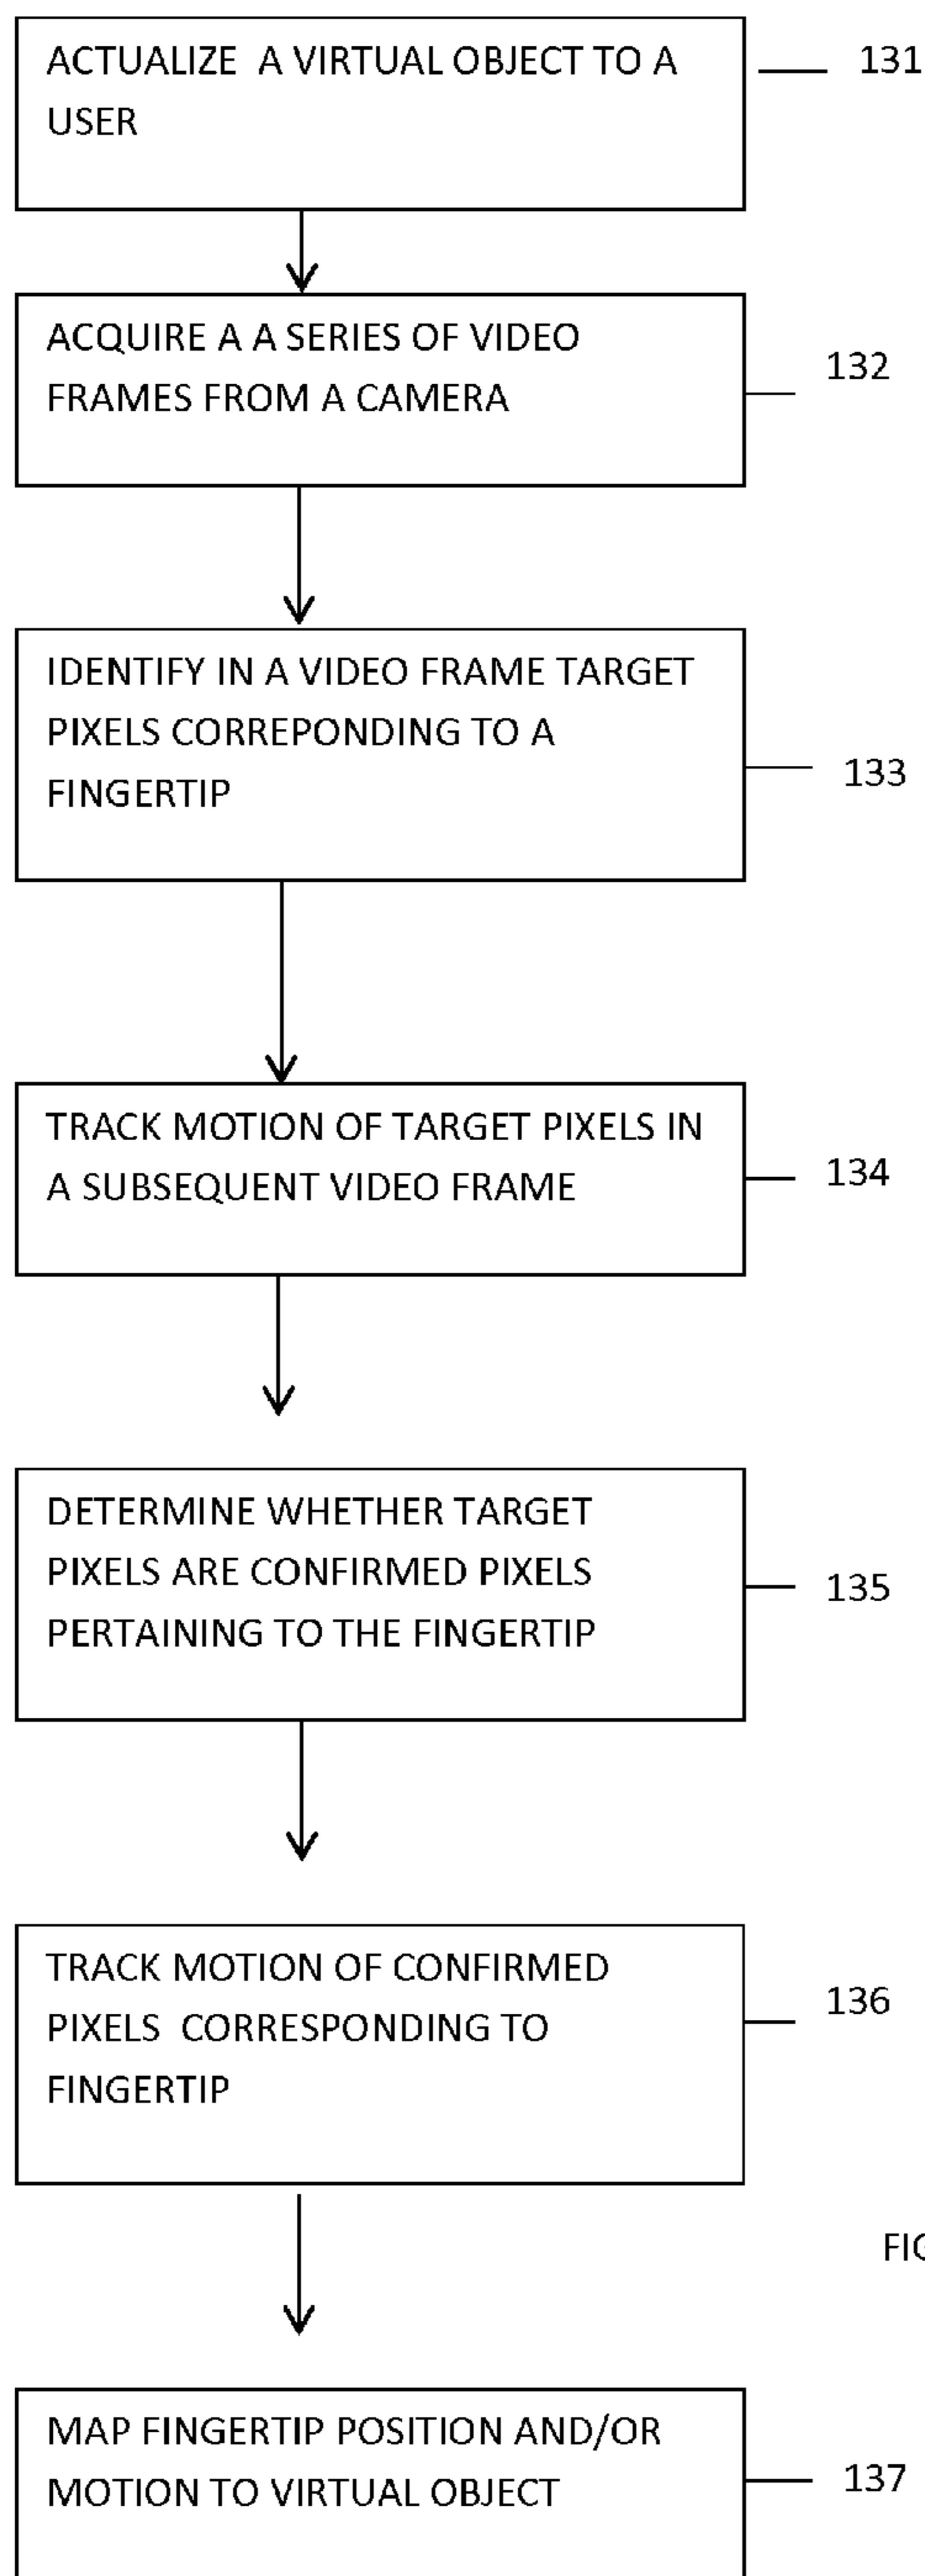 ACTUALIZE A VIRTUAL OBJECT TO A
USER
131
ACQUIRE A A SERIES OF VIDEO
FRAMES FROM A CAMERA
132
IDENTIFY IN A VIDEO FRAME TARGET
PIXELS CORREPONDING TO A
FINGERTIP
133
TRACK MOTION OF TARGET PIXELS IN
A SUBSEQUENT VIDEO FRAME
134
DETERMINE WHETHER TARGET
PIXELS ARE CONFIRMED PIXELS
PERTAINING TO THE FINGERTIP
135
TRACK MOTION OF CONFIRMED
PIXELS CORRESPONDING TO
FINGERTIP
136
MAP FINGERTIP POSITION AND/OR
MOTION TO VIRTUAL OBJECT
137